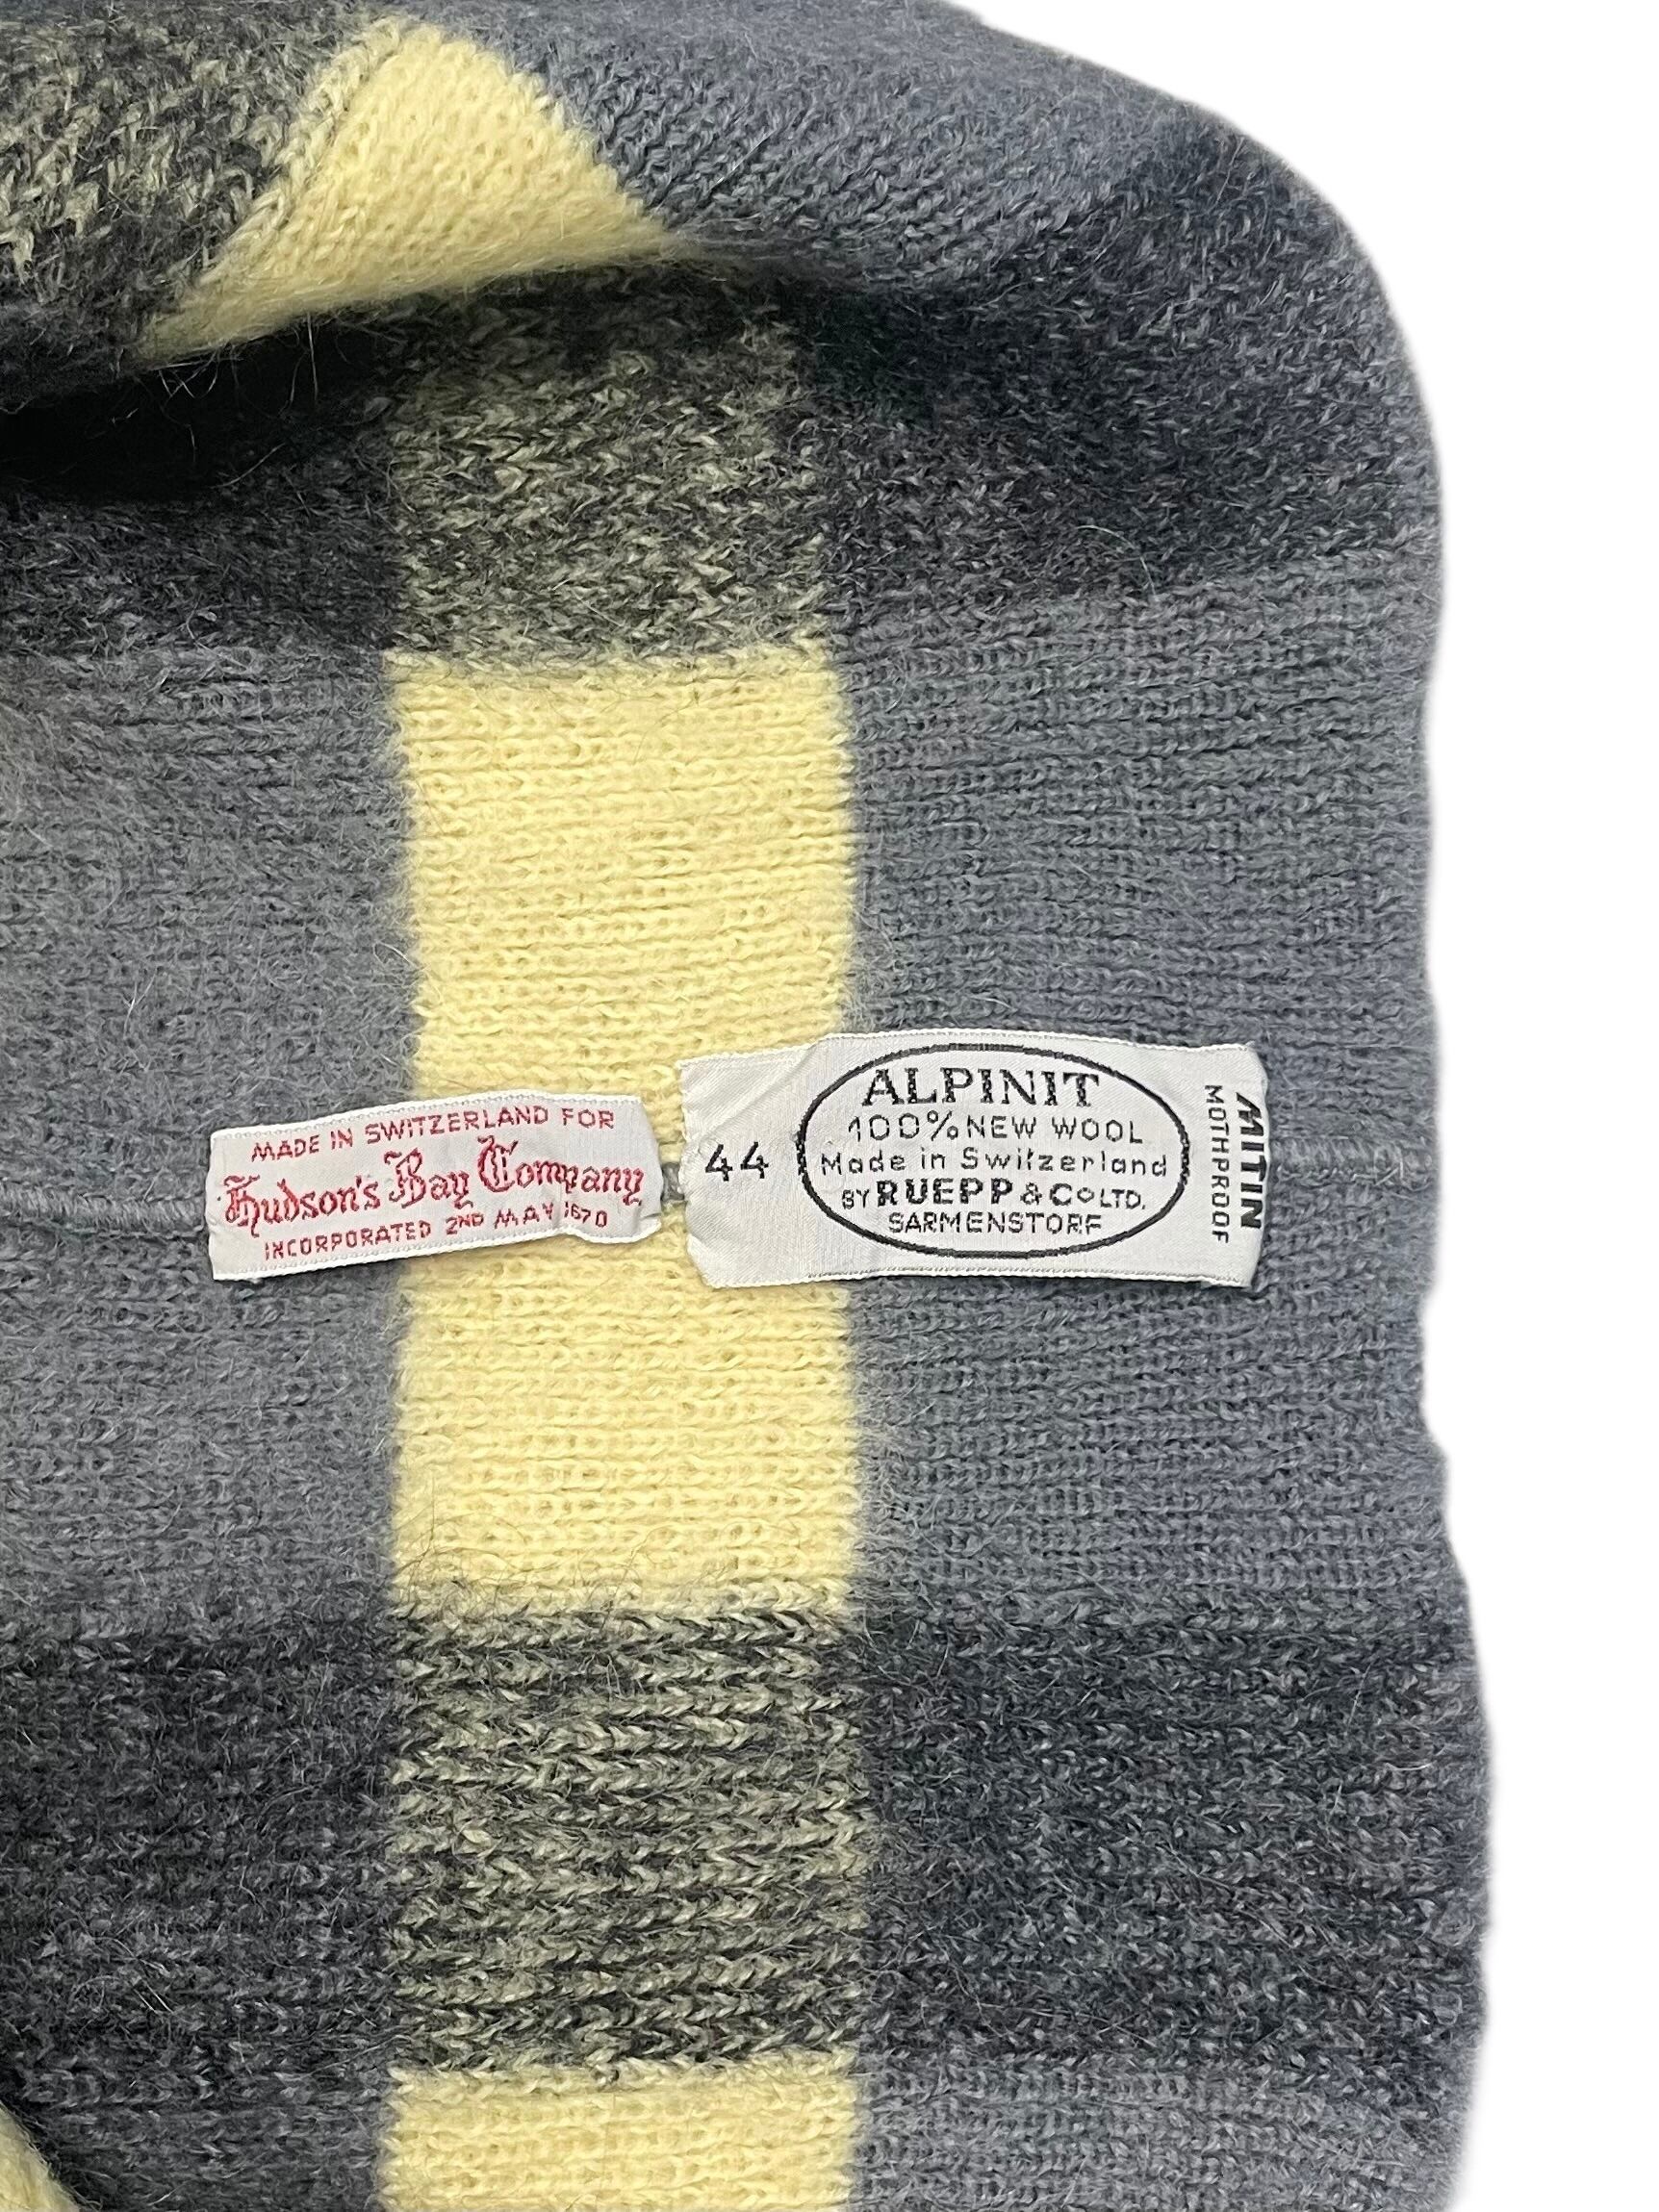 MADE IN SWITZERLAND FOR
Hudson's Bay Company
INCORPORATED 2ND MAY 1670
44
ALPINIT
100% NEW WOOL
Made in Switzerland
BY RUEPP & Co LTD.
SARMENSTORF
MITIN
MOTHPROOF